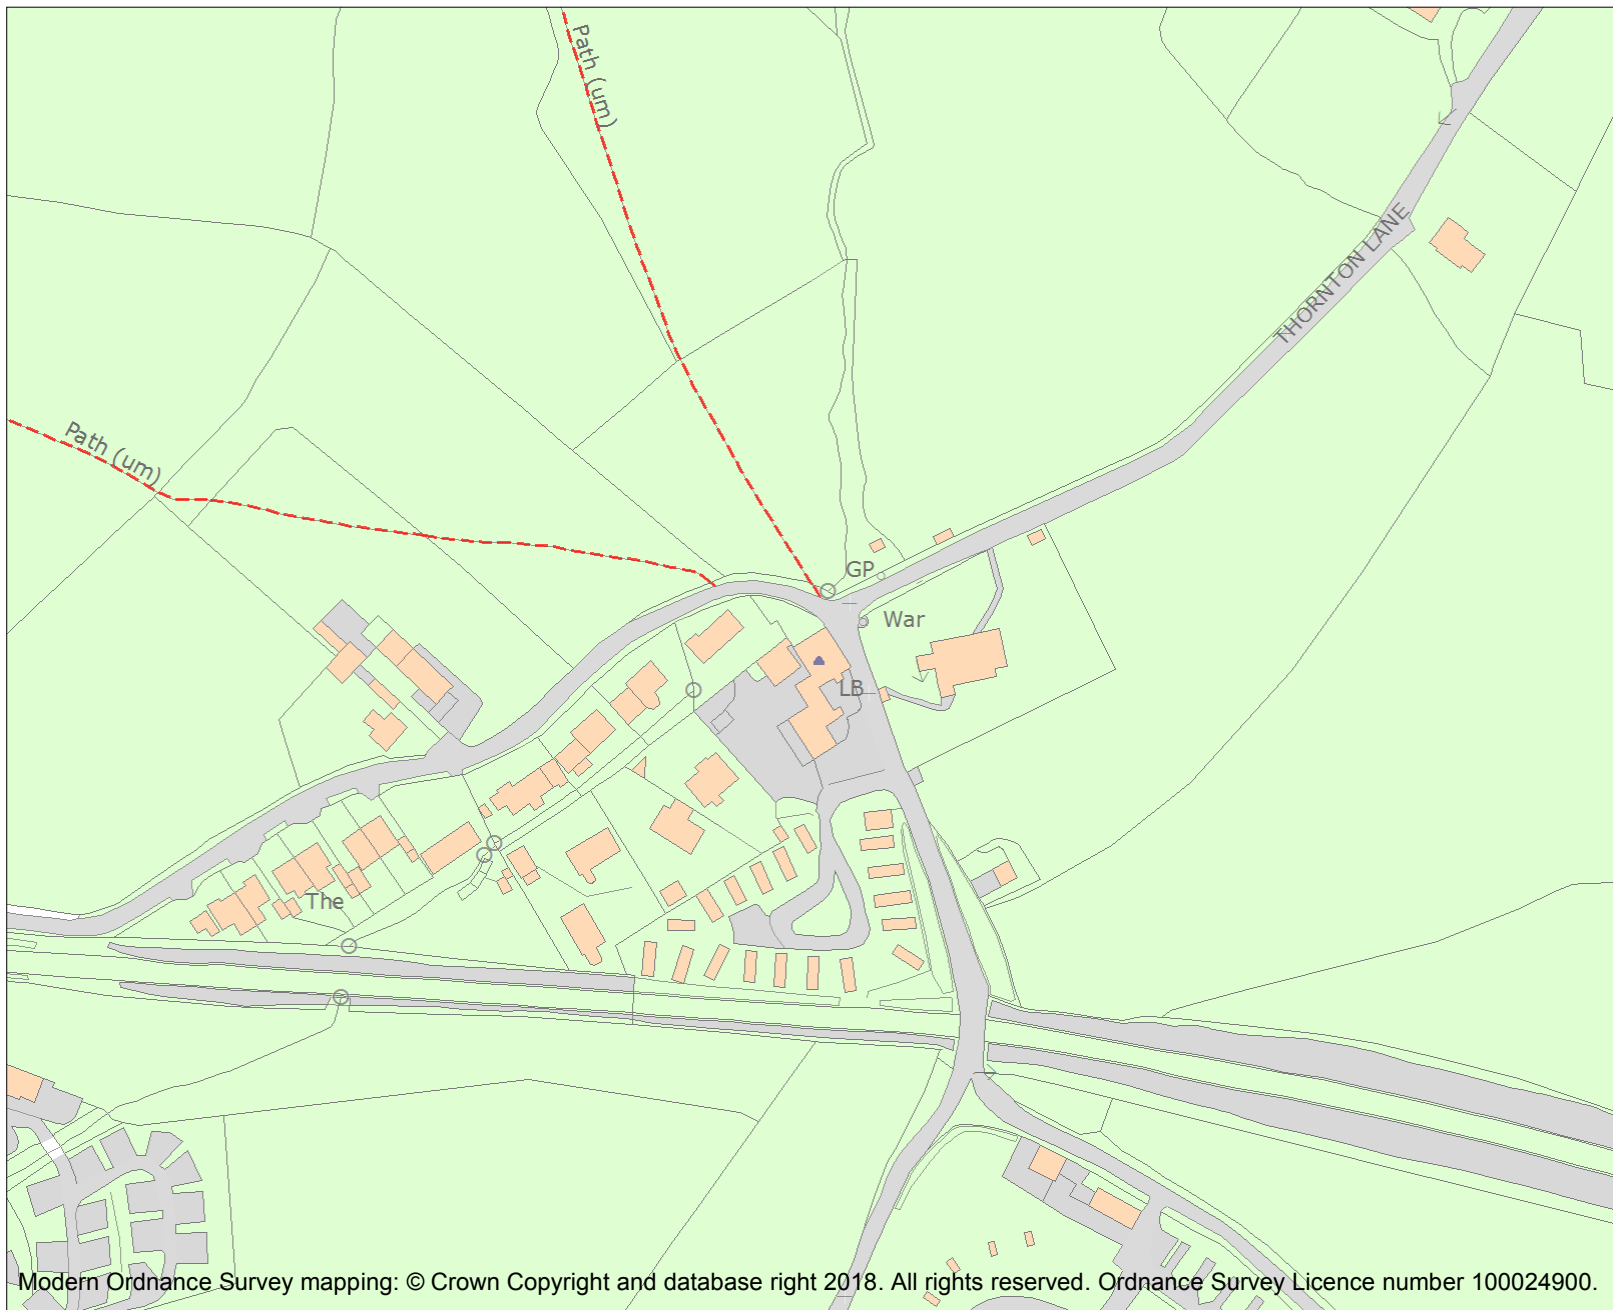 Path (um)
THORNTON LANE
Path (um)
GP
War
LB
The
Modern Ordnance Survey mapping: © Crown Copyright and database right 2018. All rights reserved. Ordnance Survey Licence number 100024900.